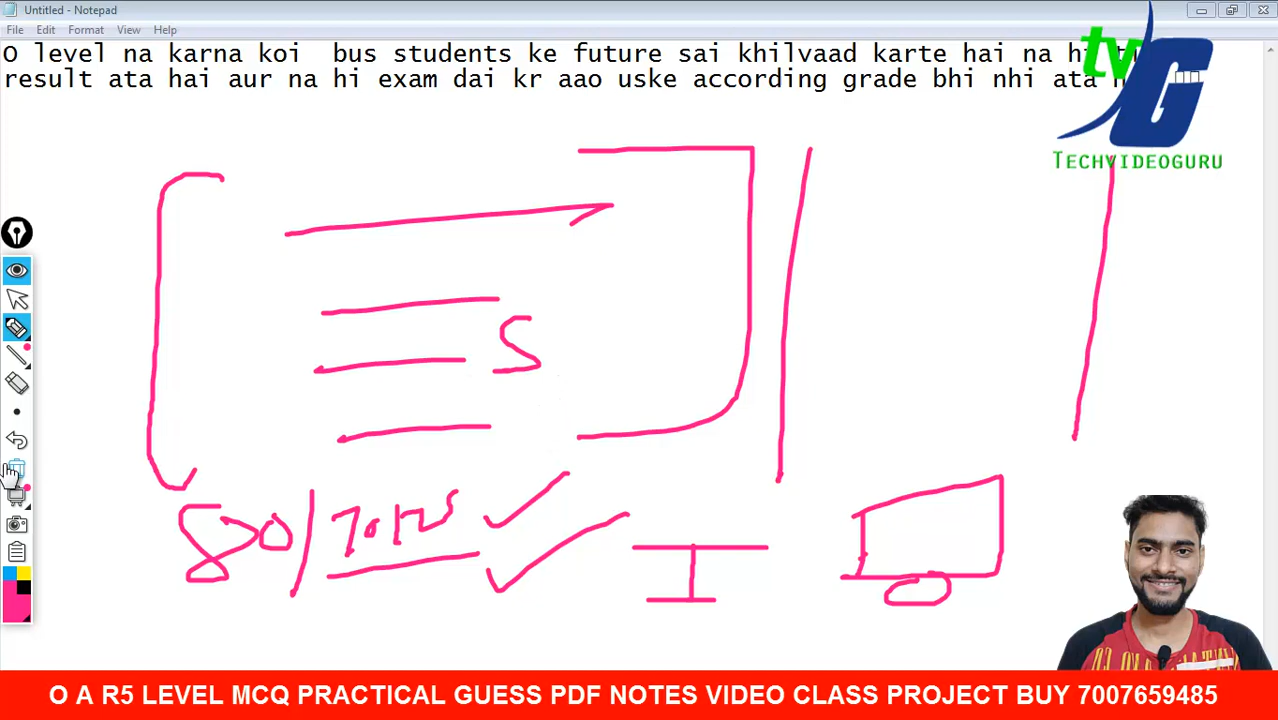 Untitled - Notepad
File Edit Format View Help
O level na karna koi bus students ke future sai khilvaad karte hai na hi
result ata hai aur na hi exam dai kr aao uske according grade bhi nhi ata
tv G
TECHVIDEOGURU
S
80/
I
O A R5 LEVEL MCQ PRACTICAL GUESS PDF NOTES VIDEO CLASS PROJECT BUY 7007659485